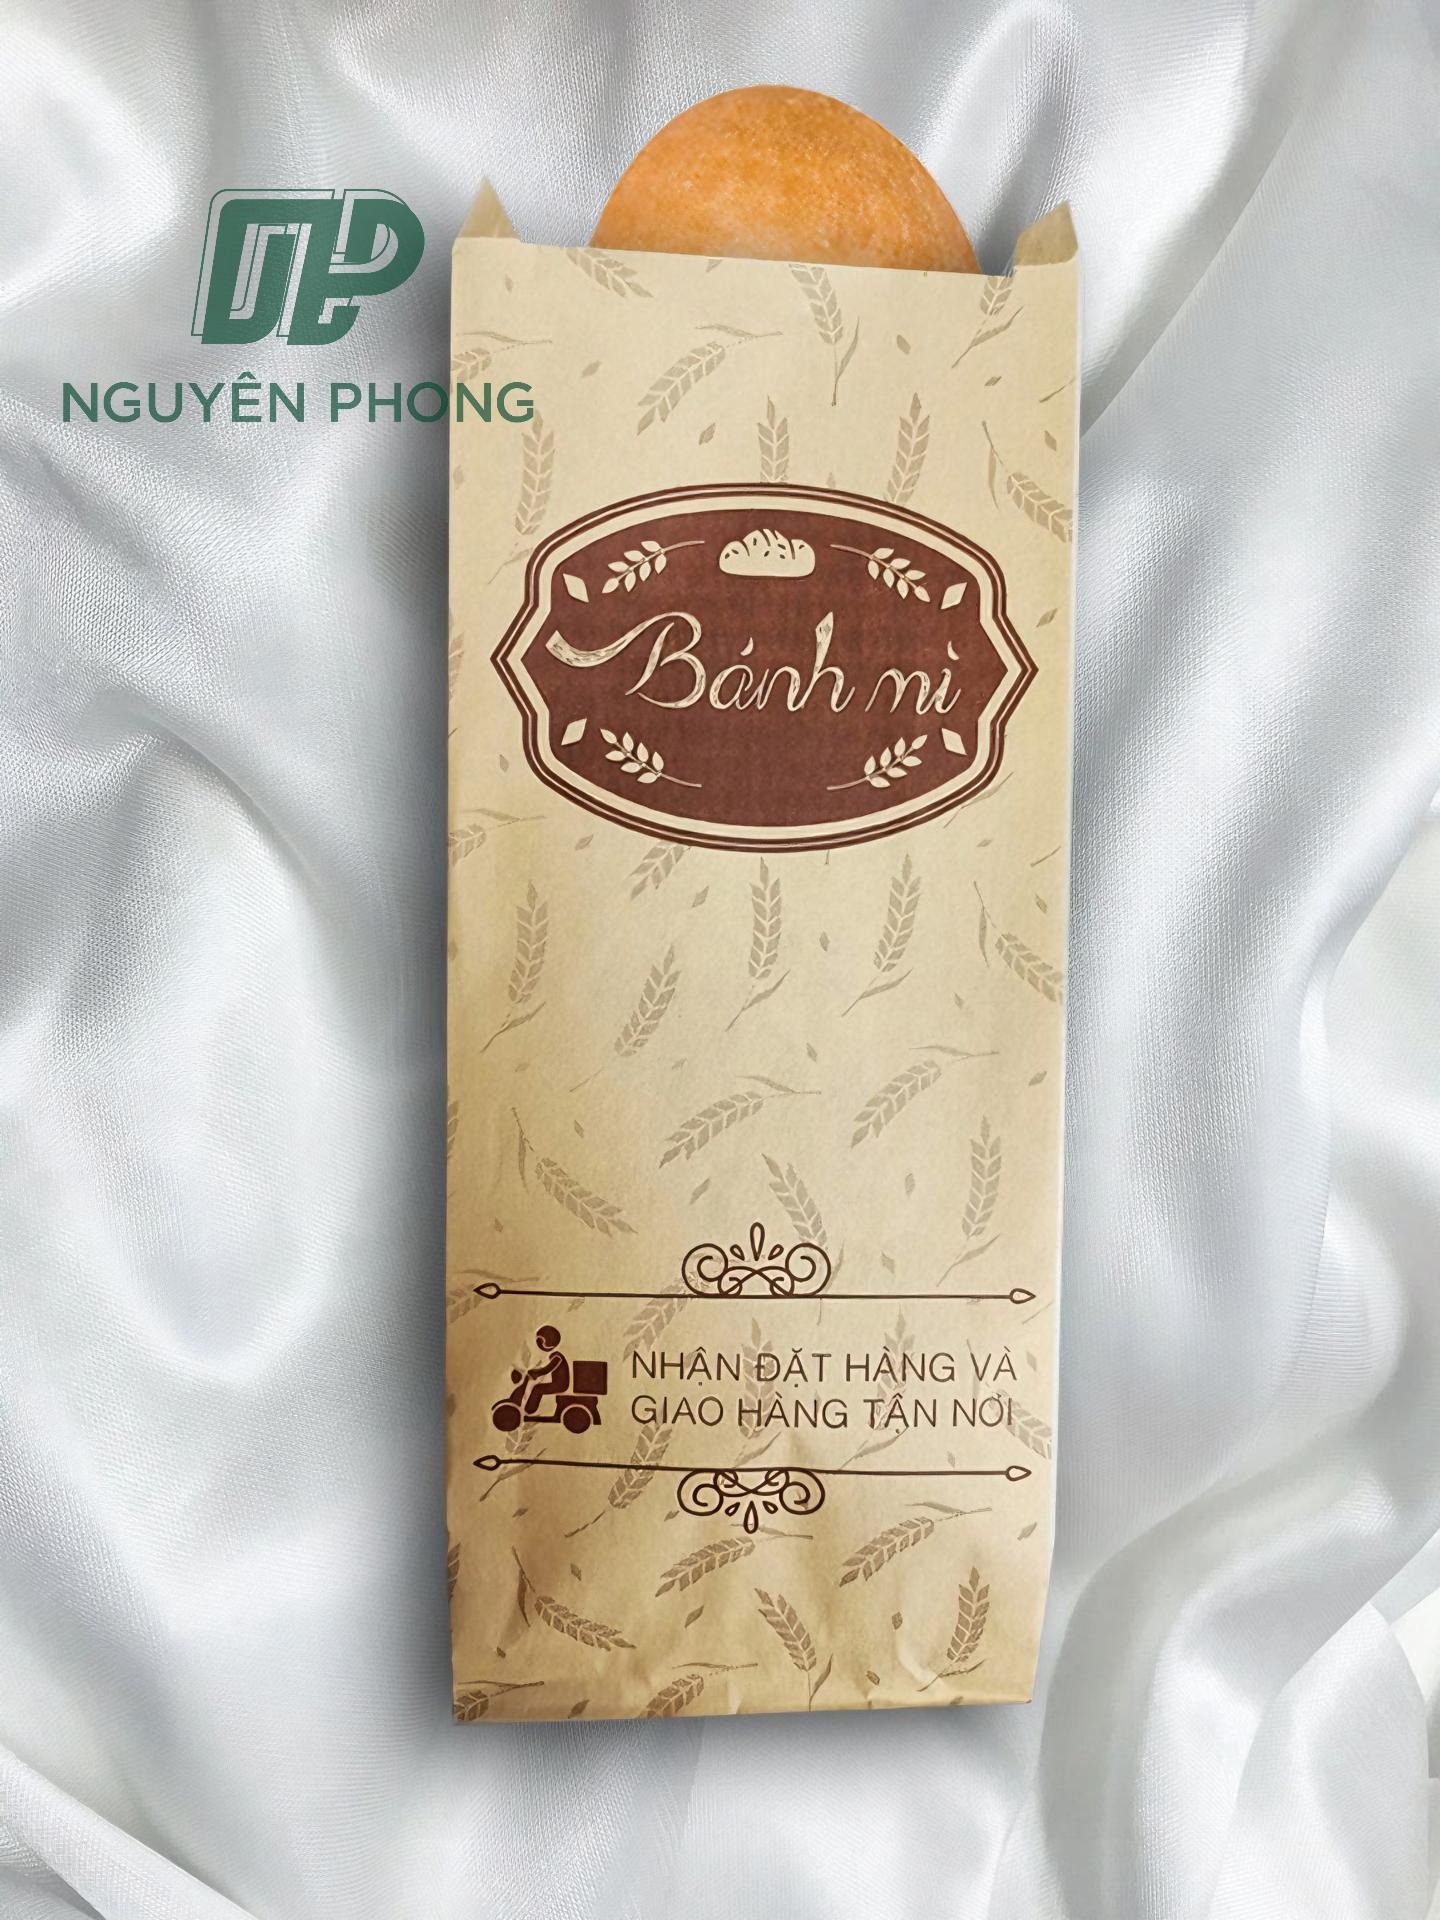 NGUYÊN PHONG
Bánh mì
NHẬN ĐẶT HÀNG VÀ
GIAO HÀNG TẬN NƠI